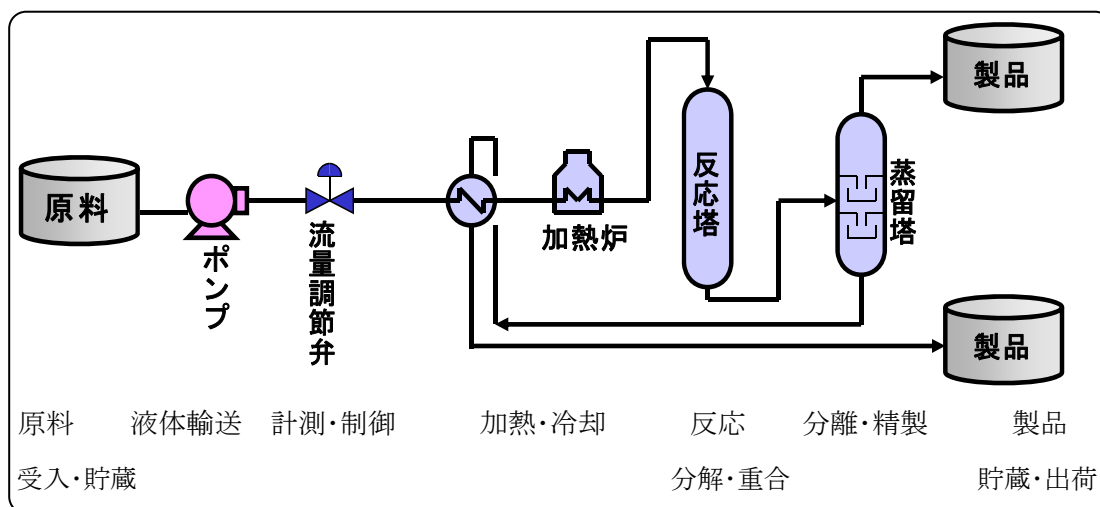 製品
原料
ポンプ
流量調節弁
加熱炉
反応塔
蒸留塔
製品
原料 液体輸送 計測・制御 加熱・冷却 反応 分離・精製 製品
受入・貯蔵 分解・重合 貯蔵・出荷